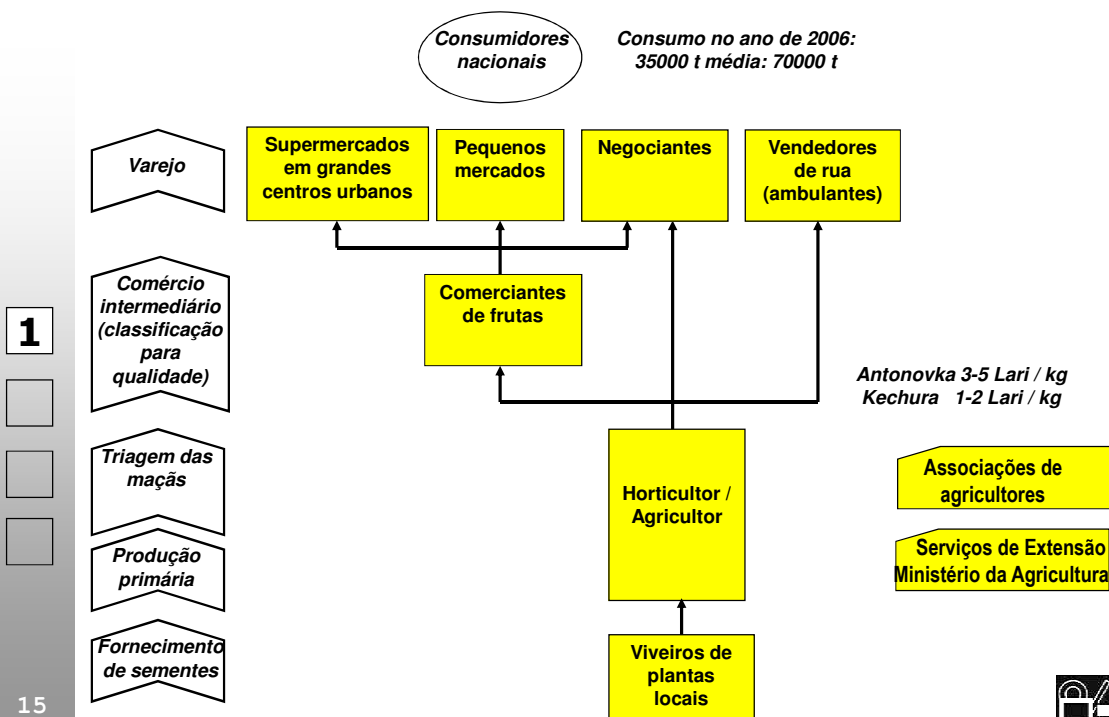 Consumidores
nacionais
Consumo no ano de 2006:
35000 t média: 70000 t
Varejo
Supermercados
em grandes
centros urbanos
Pequenos
mercados
Negociantes
Vendedores
de rua
(ambulantes)
Comércio
intermediário
(classificação
para
qualidade)
Comerciantes
de frutas
1
Antonovka 3-5 Lari / kg
Kechura 1-2 Lari / kg
Triagem das
maçãs
Horticultor /
Agricultor
Associações de
agricultores
Produção
primária
Serviços de Extensão
Ministério da Agricultura
Fornecimento
de sementes
Viveiros de
plantas
locais
15